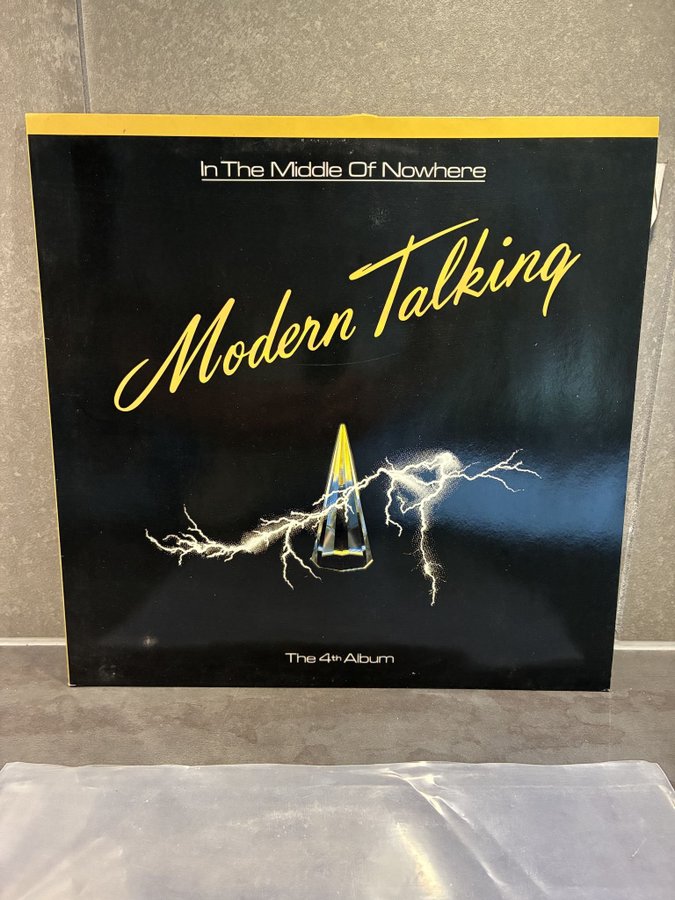 In The Middle Of Nowhere
Modern Talking
The 4th Album